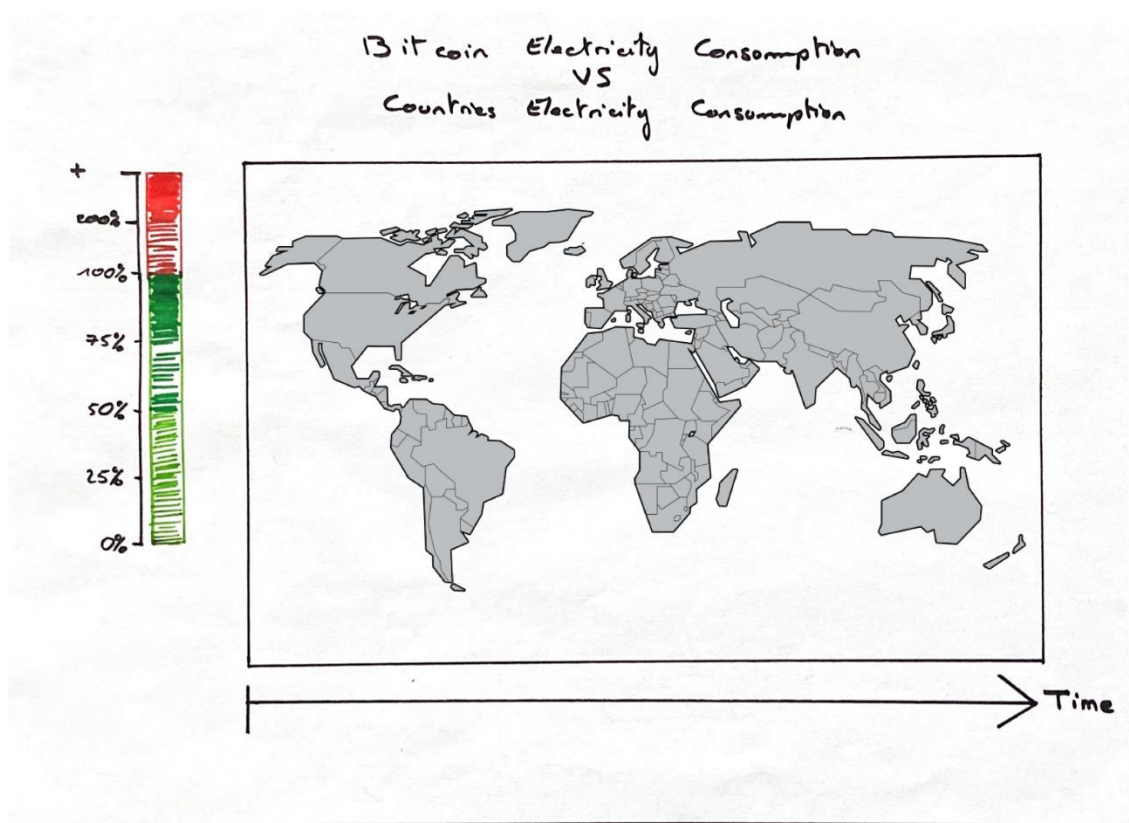 Bitcoin Electricity Consumption
VS
Countries Electricity Consumption
+
200%
100%
75%
50%
25%
0%
Time